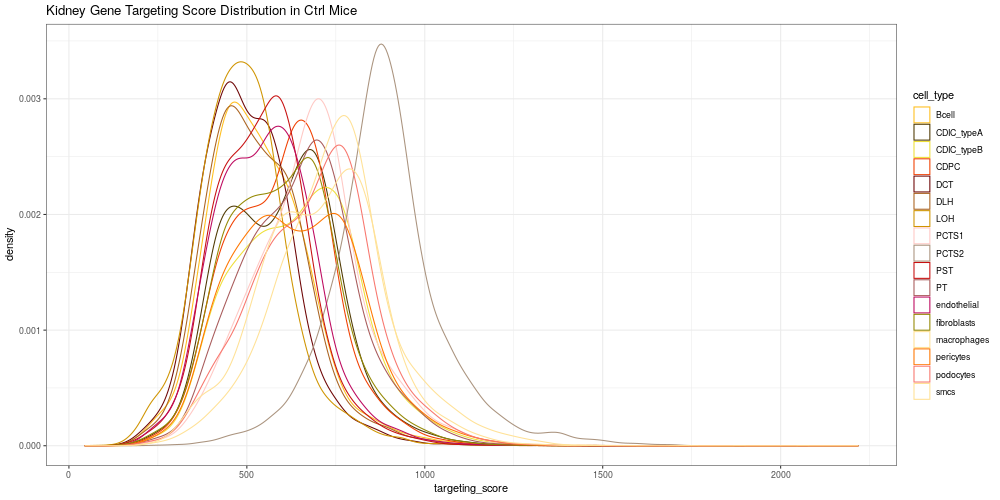 Kidney Gene Targeting Score Distribution in Ctrl Mice
density
0.003
0.002
0.001
0.000
0
500
1000
1500
2000
targeting_score
cell_type
Bcell
CDIC_typeA
CDIC_typeB
CDPC
DCT
DLH
LOH
PCTS1
PCTS2
PST
PT
endothelial
fibroblasts
macrophages
pericytes
podocytes
smcs